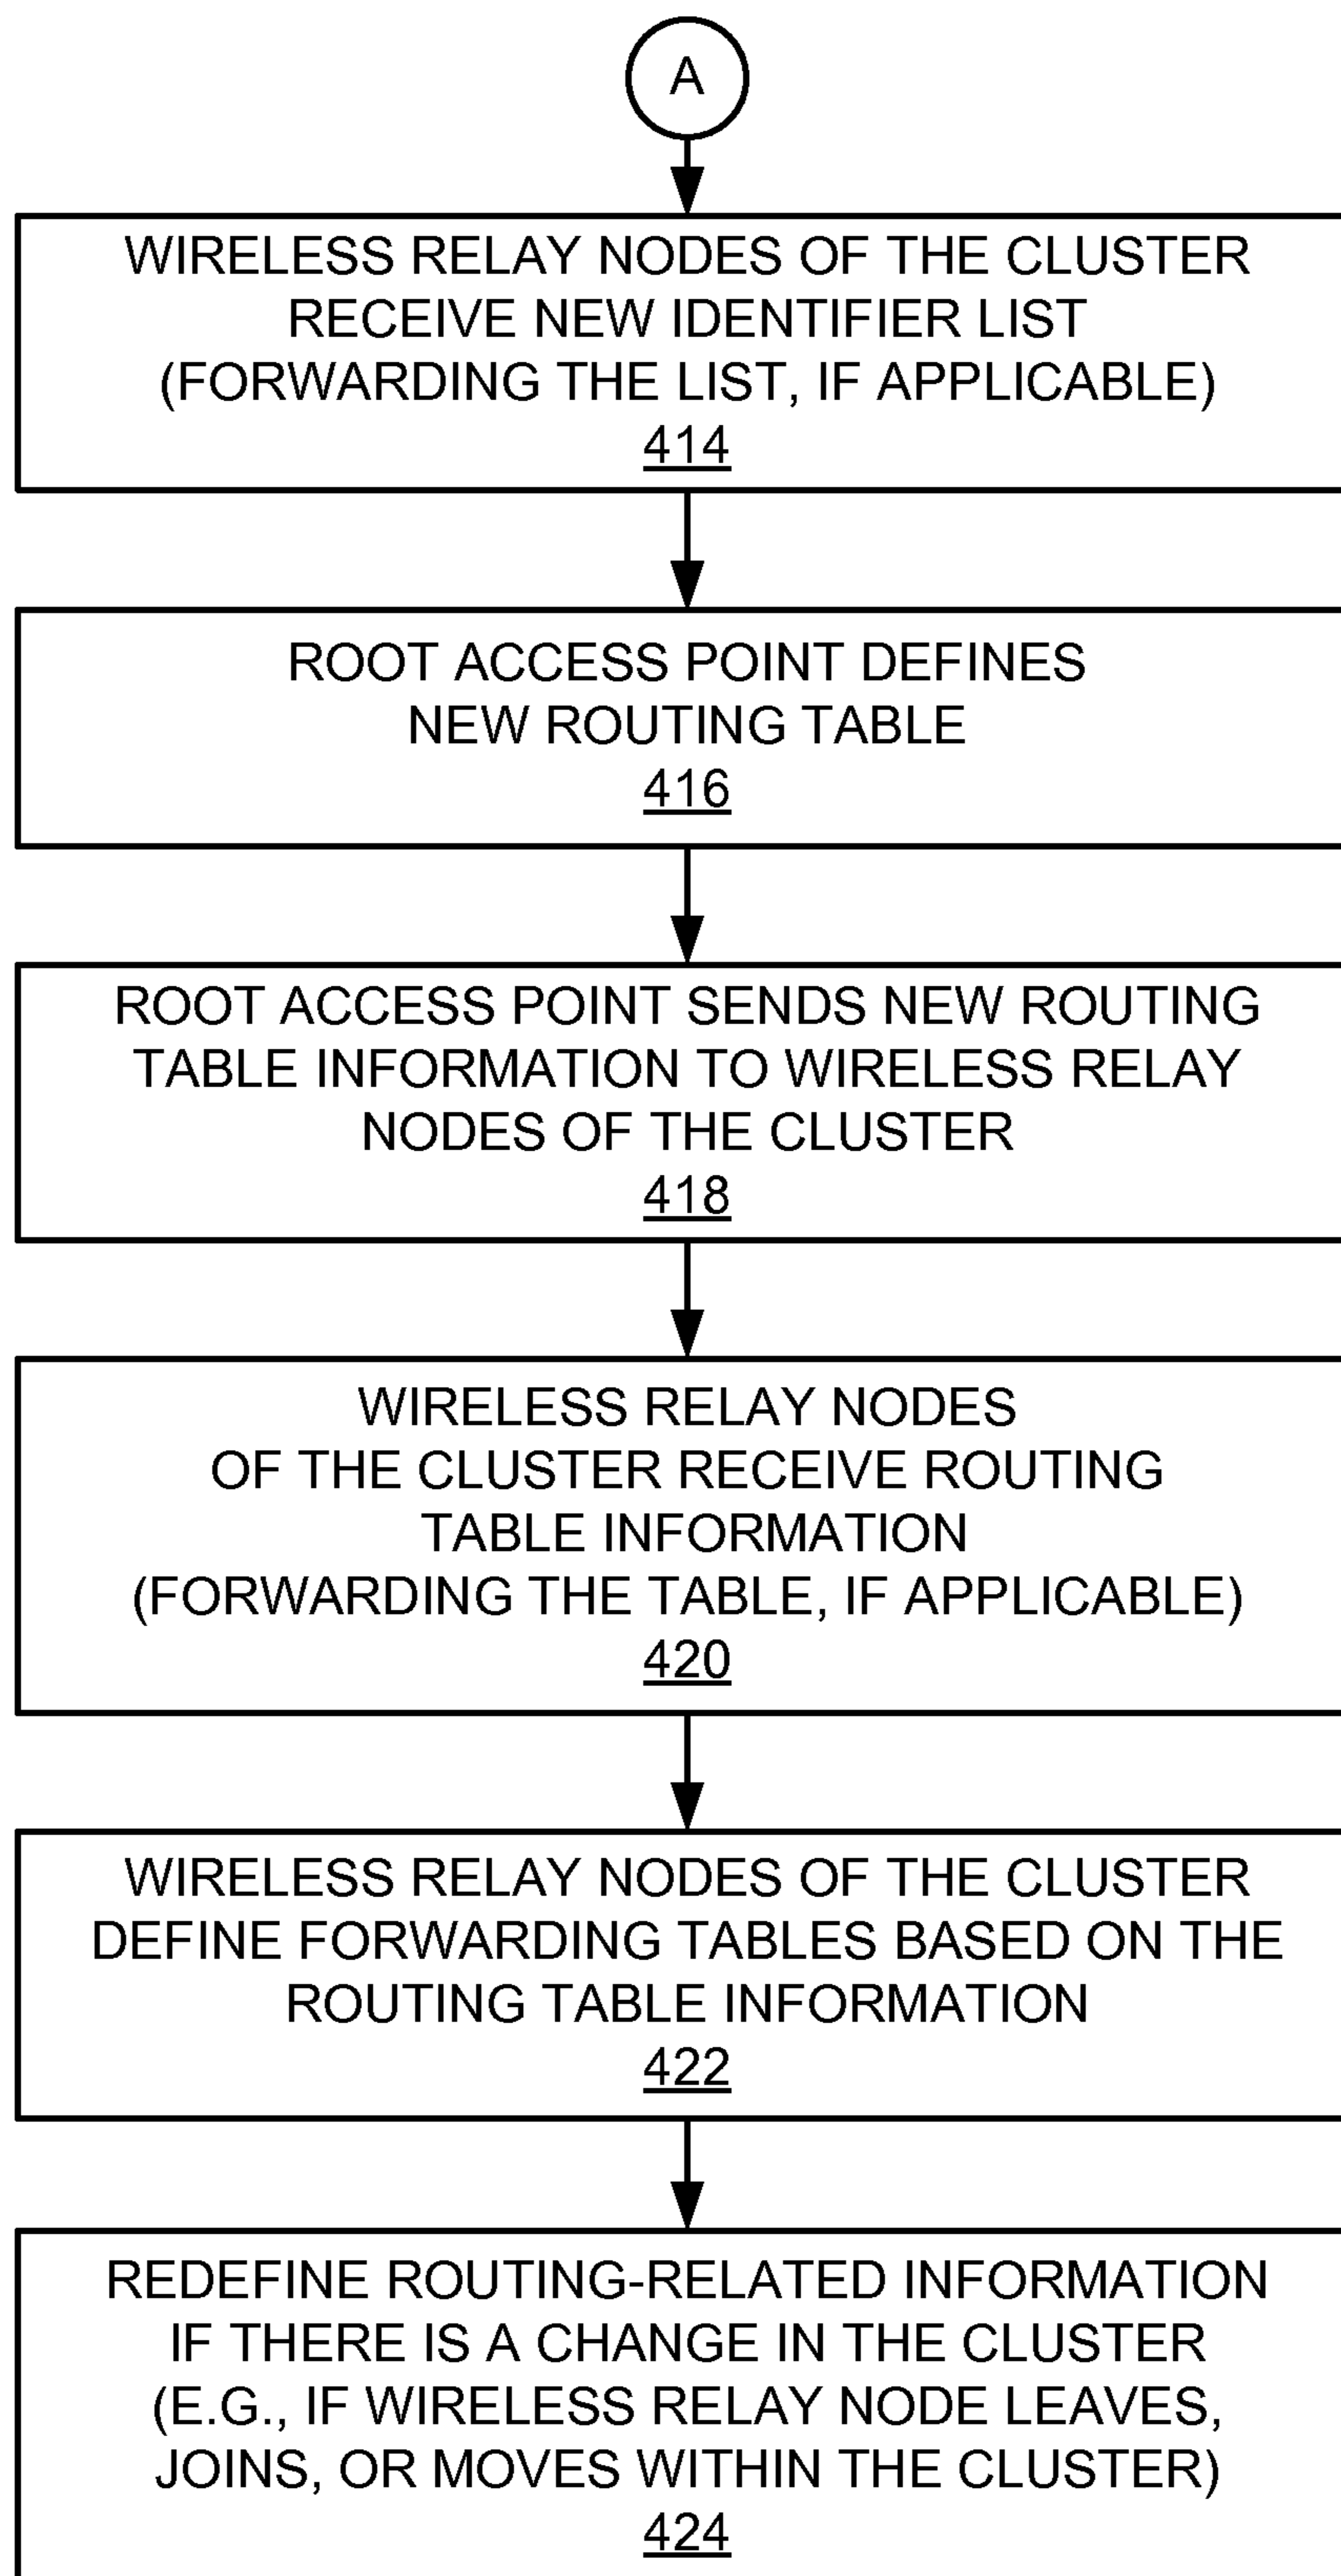 A
WIRELESS RELAY NODES OF THE CLUSTER
RECEIVE NEW IDENTIFIER LIST
(FORWARDING THE LIST, IF APPLICABLE)
414
ROOT ACCESS POINT DEFINES
NEW ROUTING TABLE
416
ROOT ACCESS POINT SENDS NEW ROUTING
TABLE INFORMATION TO WIRELESS RELAY
NODES OF THE CLUSTER
418
WIRELESS RELAY NODES
OF THE CLUSTER RECEIVE ROUTING
TABLE INFORMATION
(FORWARDING THE TABLE, IF APPLICABLE)
420
WIRELESS RELAY NODES OF THE CLUSTER
DEFINE FORWARDING TABLES BASED ON THE
ROUTING TABLE INFORMATION
422
REDEFINE ROUTING-RELATED INFORMATION
IF THERE IS A CHANGE IN THE CLUSTER
(E.G., IF WIRELESS RELAY NODE LEAVES,
JOINS, OR MOVES WITHIN THE CLUSTER)
424